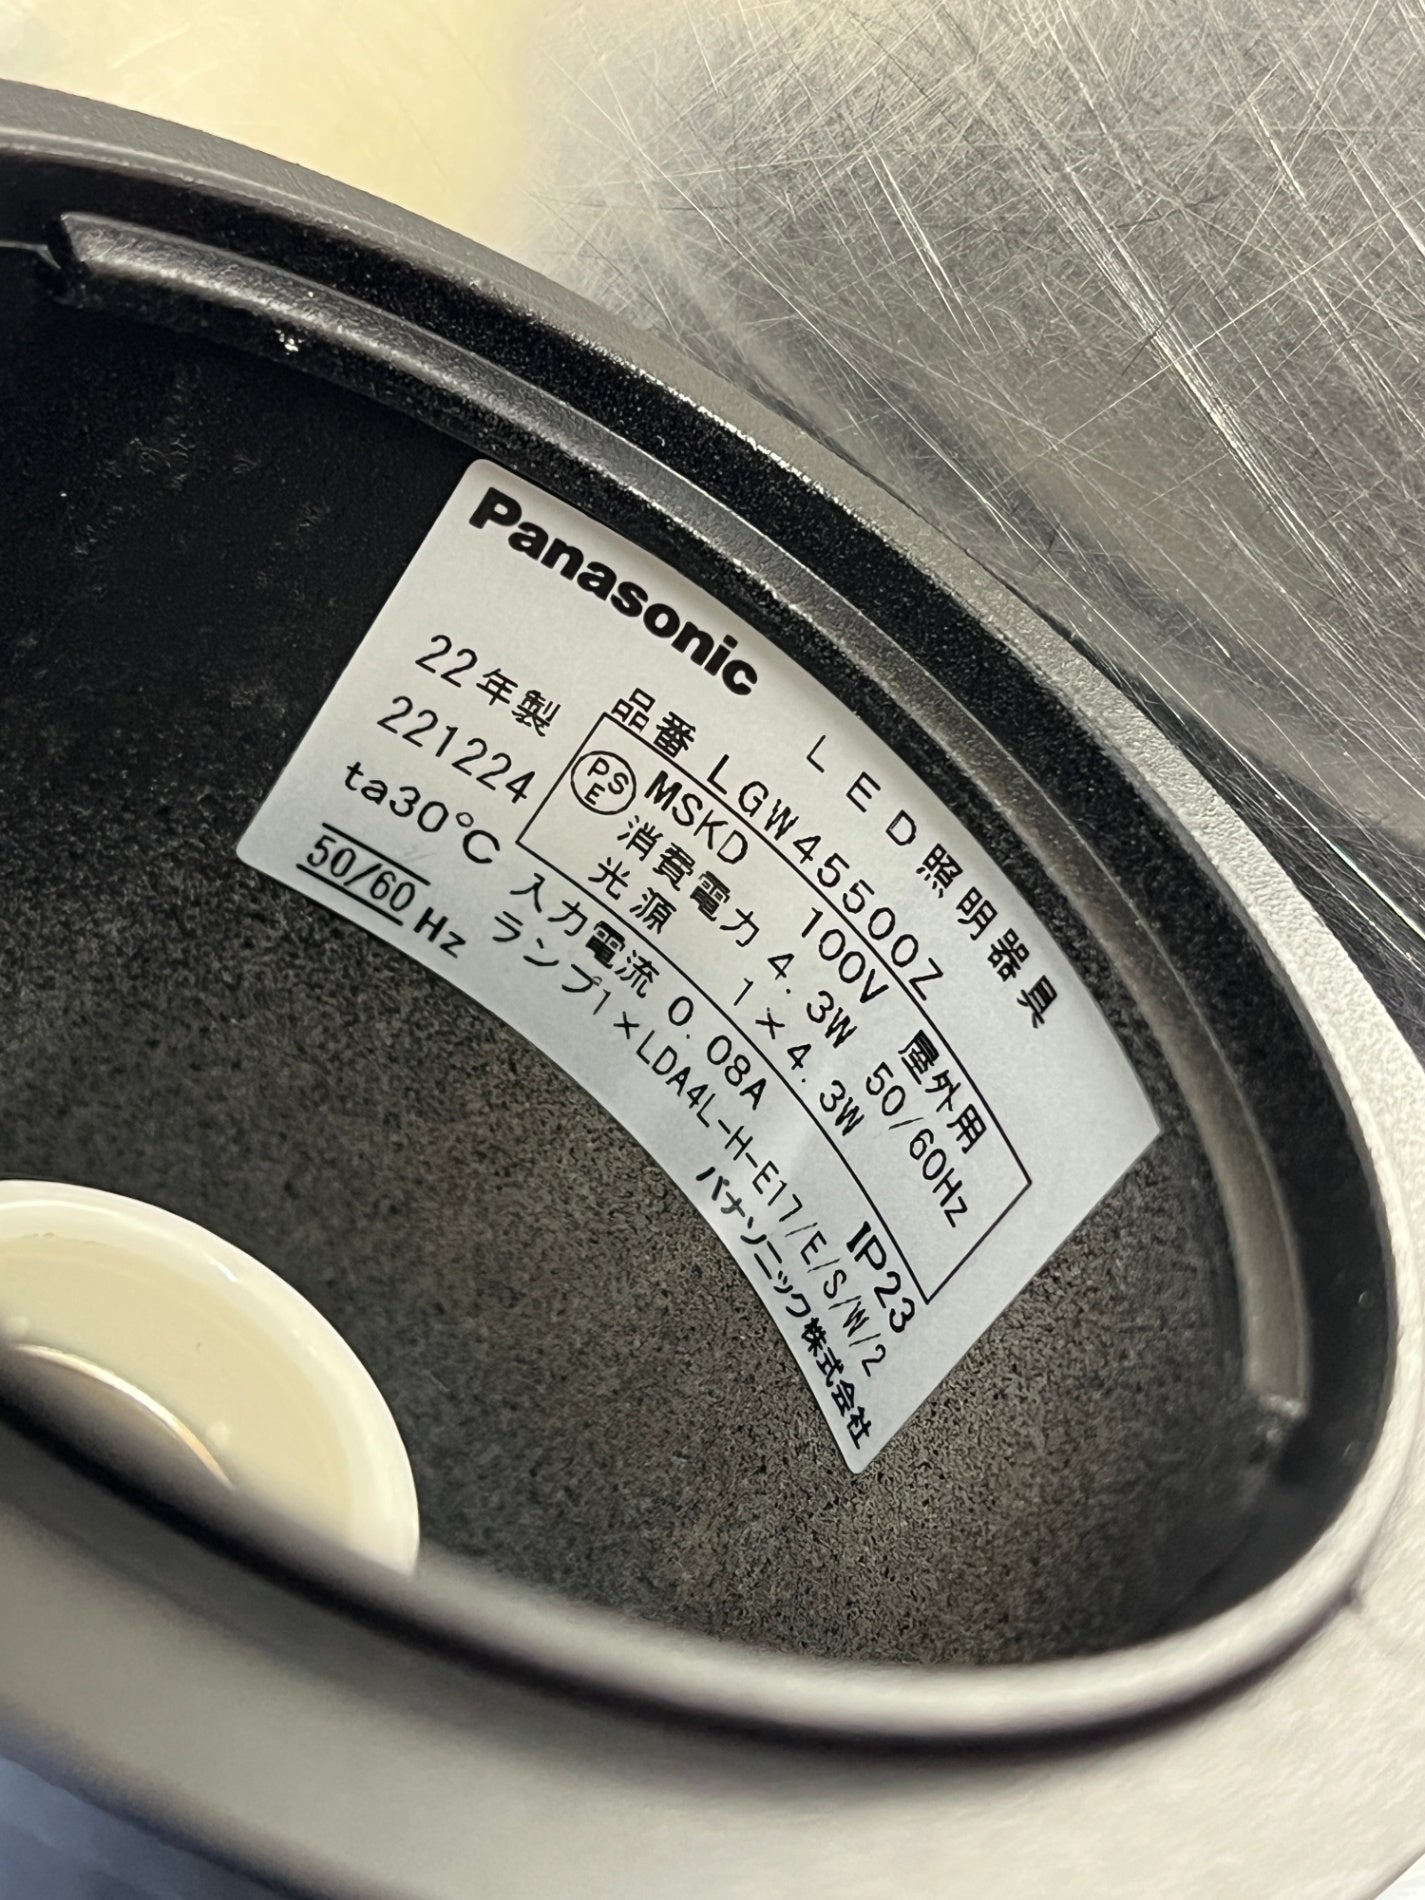 Panasonic
LED照明器具
22年製
221224
ta30℃
50/60 Hz
品番 LGW45500Z 屋外用
PSE MSKD 100V 50/60Hz
消費電力 4.3W
光源 1×4.3W
入力電流 0.08A IP23
ランプ1×LDA4L-H-E17/E/S/W/2
パナソニック株式会社